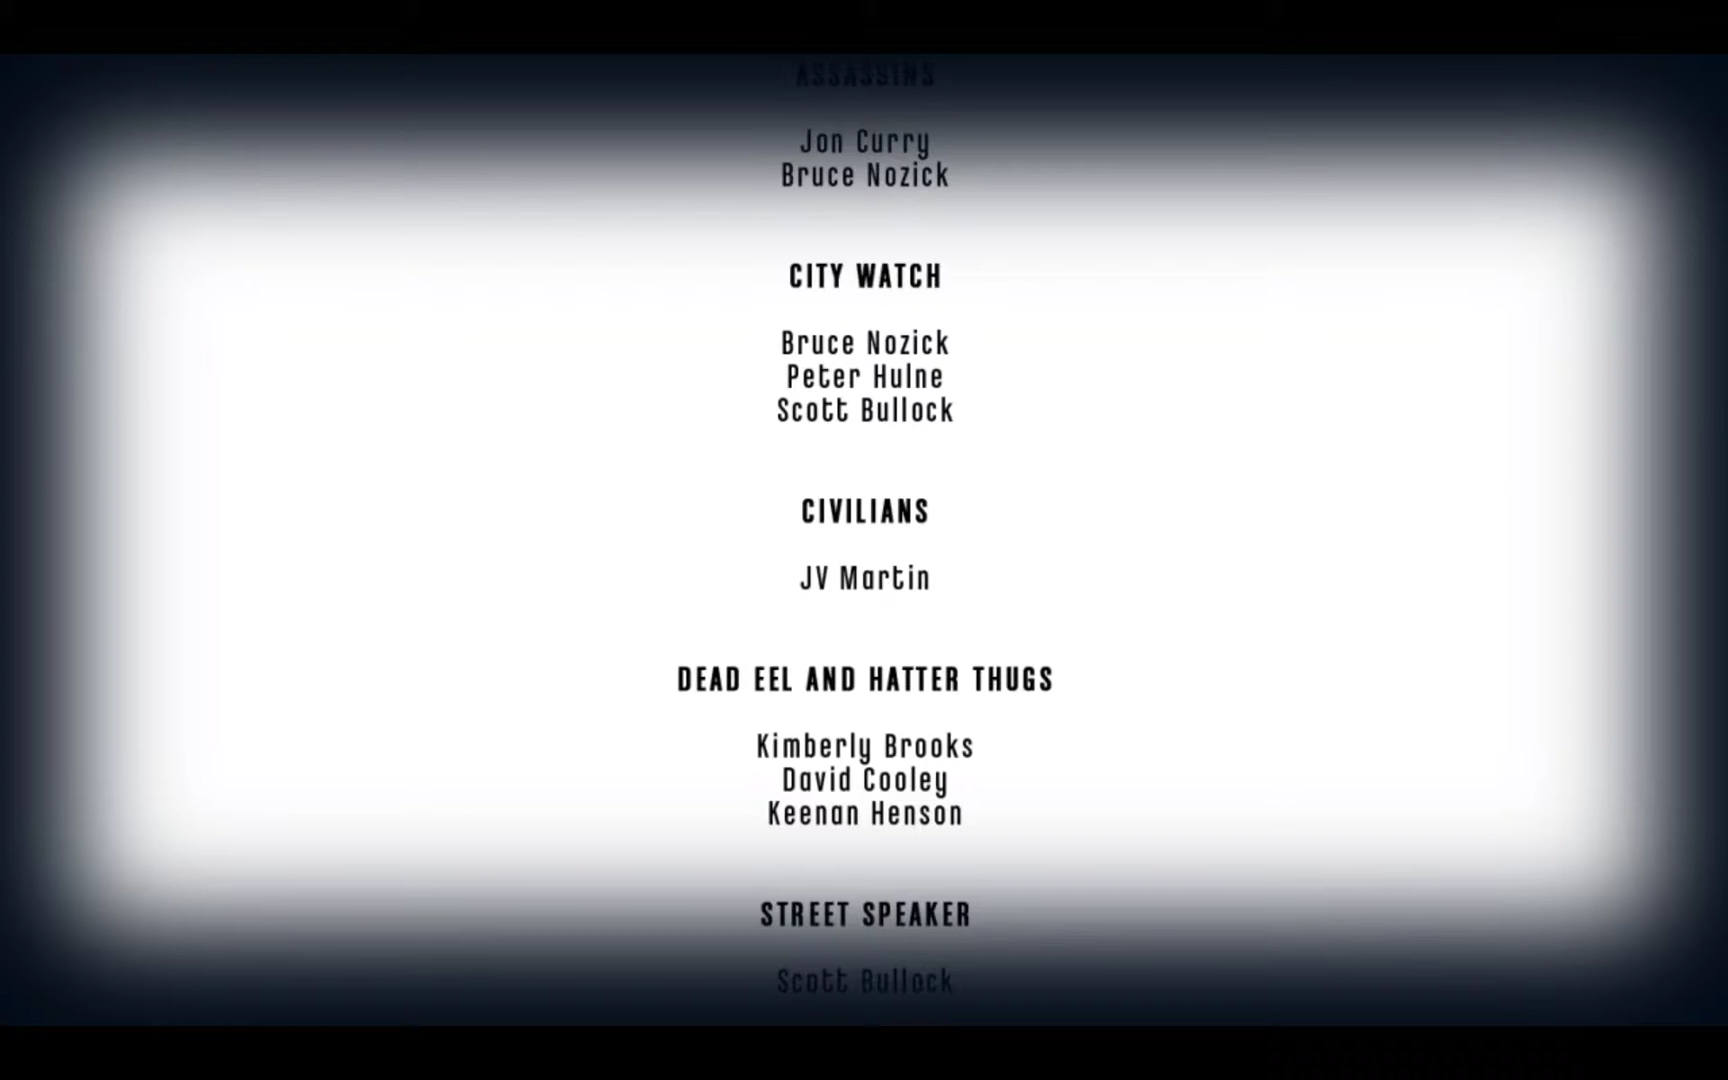 ASSASSINS
Jon Curry
Bruce Nozick
CITY WATCH
Bruce Nozick
Peter Hulne
Scott Bullock
CIVILIANS
JV Martin
DEAD EEL AND HATTER THUGS
Kimberly Brooks
David Cooley
Keenan Henson
STREET SPEAKER
Scott Bullock